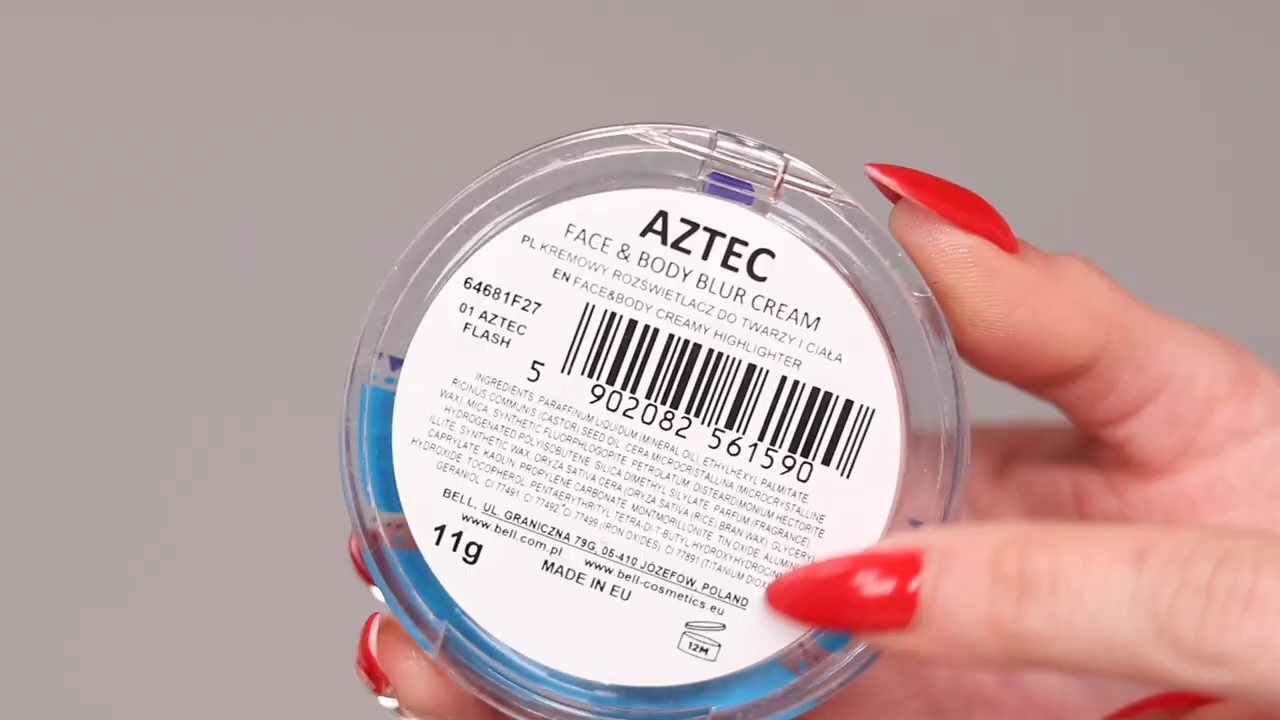 AZTEC
FACE & BODY BLUR CREAM
PL KREMOWY ROZŚWIETLACZ DO TWARZY I CIAŁA
EN FACE&BODY CREAMY HIGHLIGHTER
64681F27
01 AZTEC
FLASH
5 902082 561590
INGREDIENTS: PARAFFINUM LIQUIDUM (MINERAL OIL), ETHYLHEXYL PALMITATE,
RICINUS COMMUNIS (CASTOR) SEED OIL, CERA MICROCRISTALLINA (MICROCRYSTALLINE
WAX), MICA, SYNTHETIC FLUORPHLOGOPITE, PETROLATUM, DISTEARDIMONIUM HECTORITE
HYDROGENATED POLYISOBUTENE, SILICA DIMETHYL SILYLATE, PARFUM (FRAGRANCE)
ILLITE, SYNTHETIC WAX, ORYZA SATIVA CERA (ORYZA SATIVA (RICE) BRAN WAX), GLYCERYL
CAPRYLATE, KAOLIN, PROPYLENE CARBONATE, MONTMORILLONITE, TIN OXIDE,
HYDROXIDE, TOCOPHEROL, PENTAERYTHRITYL TETRA-DI-T-BUTYL
GERANIOL, CI 77491, CI 77492, CI 77499 (IRON OXIDES), CI 77891 (TITANIUM
BELL, UL. GRANICZNA 79G, 05-410 JÓZEFÓW, POLAND
www.bell.com.pl www.bell-cosmetics.eu
11g
MADE IN EU
12M